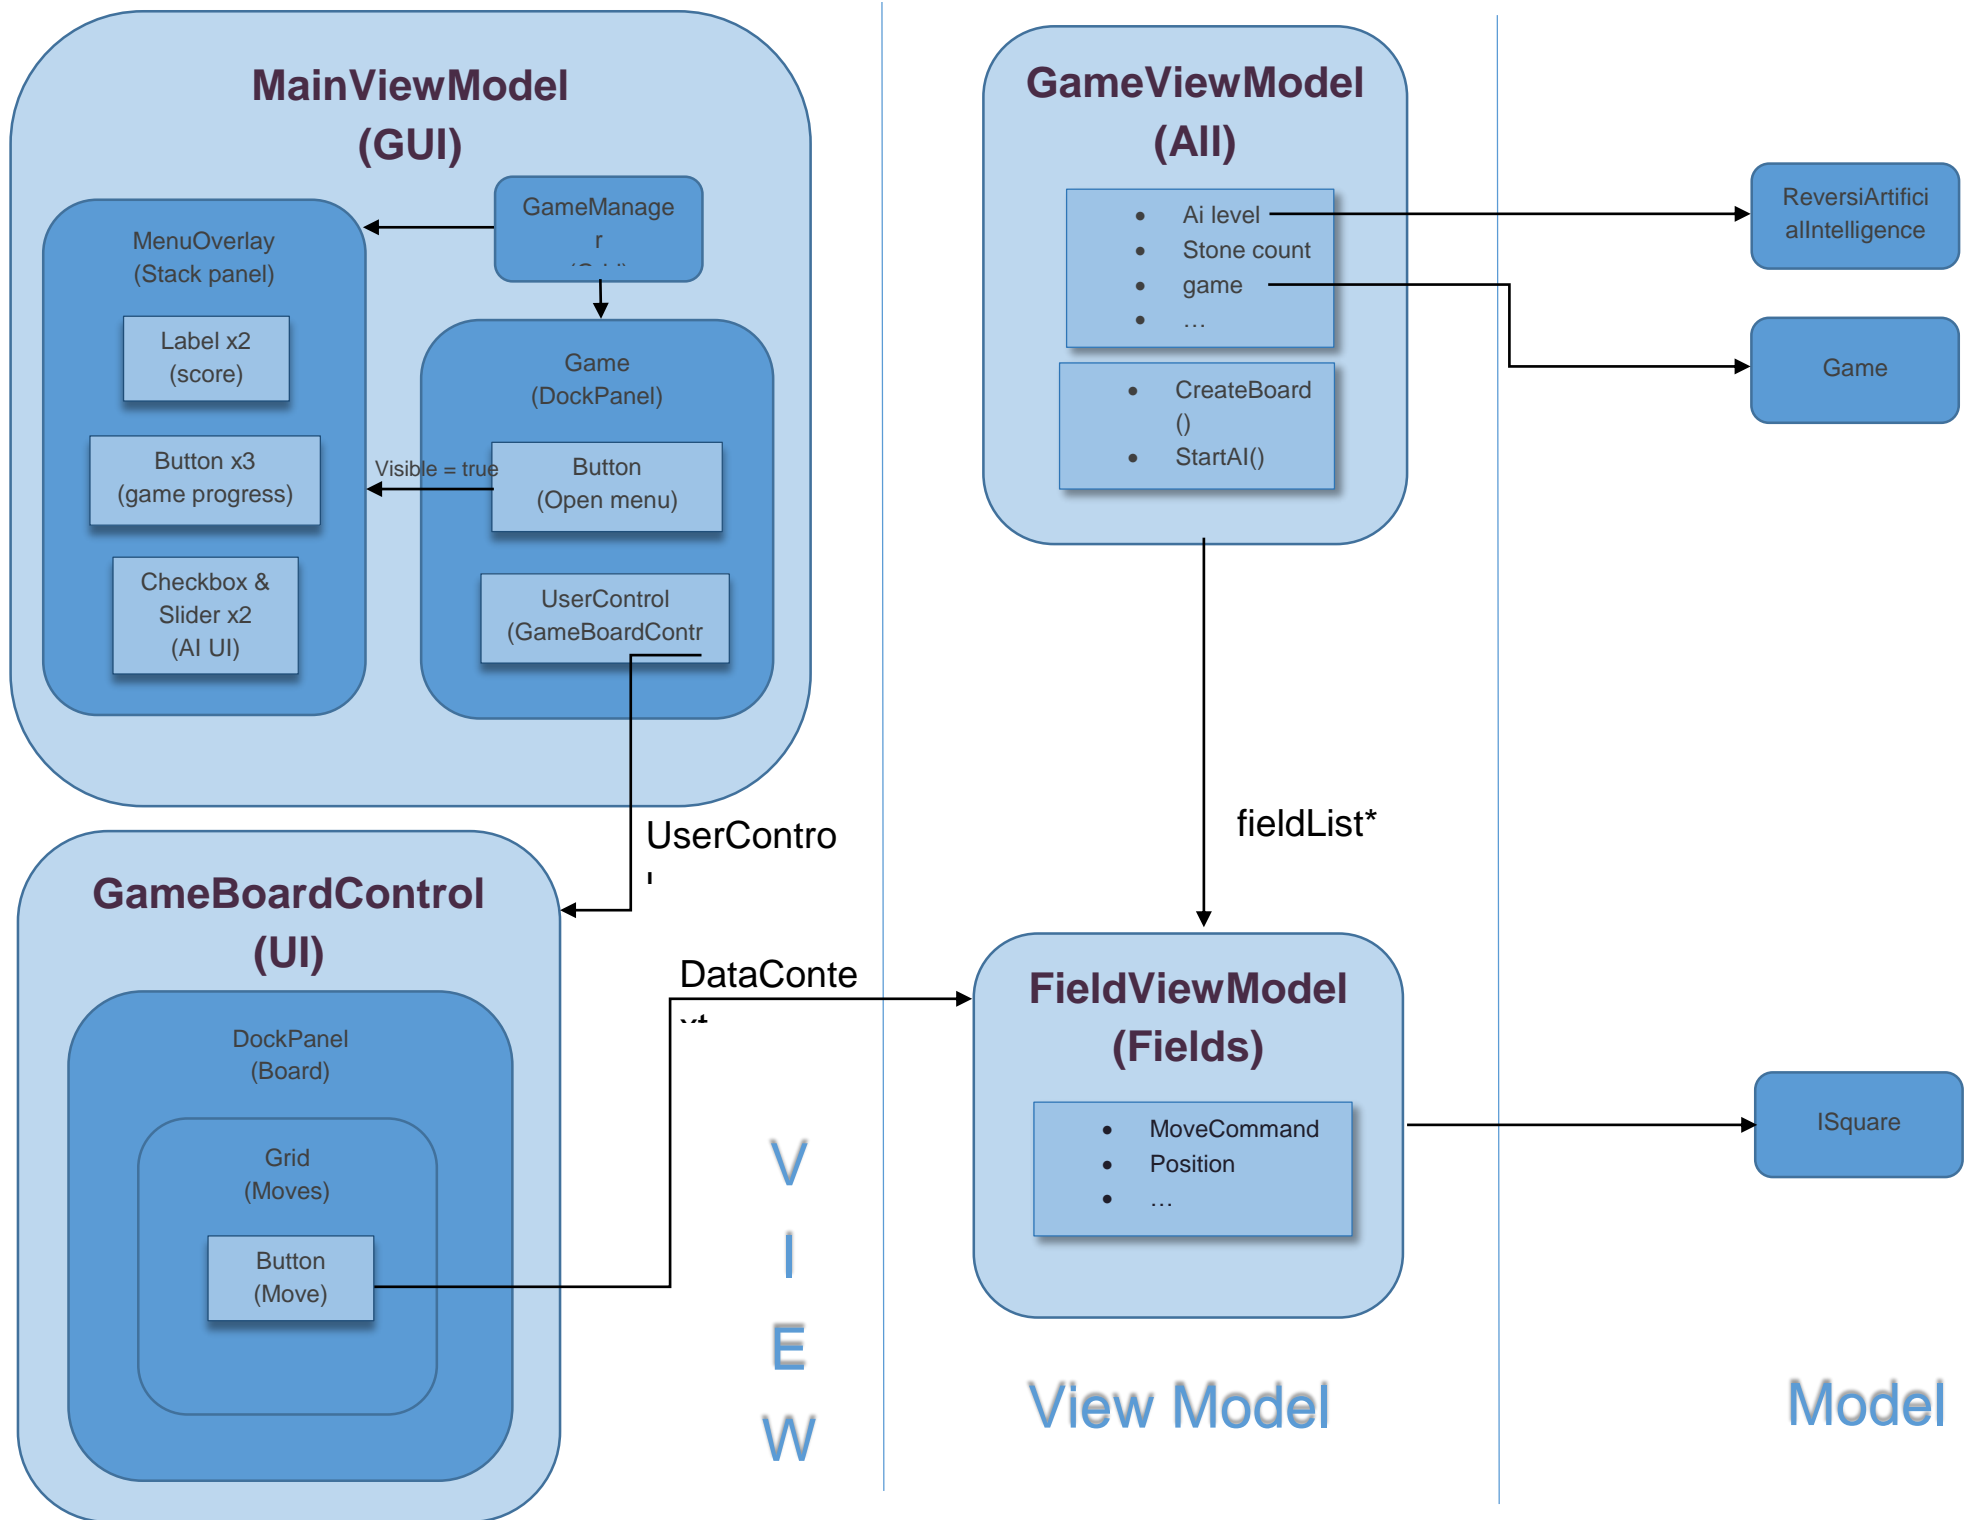 MainViewModel
(GUI)
GameManage
r
MenuOverlay
(Stack panel)
Label x2
(score)
Button x3
(game progress)
Checkbox &
Slider x2
(AI UI)
Game
(DockPanel)
Visible = true
Button
(Open menu)
UserControl
(GameBoardContr
UserContro
GameBoardControl
(UI)
DockPanel
(Board)
Grid
(Moves)
Button
(Move)
DataConte
V
I
E
W
GameViewModel
(All)
• Ai level
• Stone count
• game
• …
• CreateBoard
()
• StartAI()
fieldList*
FieldViewModel
(Fields)
• MoveCommand
• Position
• …
View Model
ReversiArtifici
alIntelligence
Game
ISquare
Model